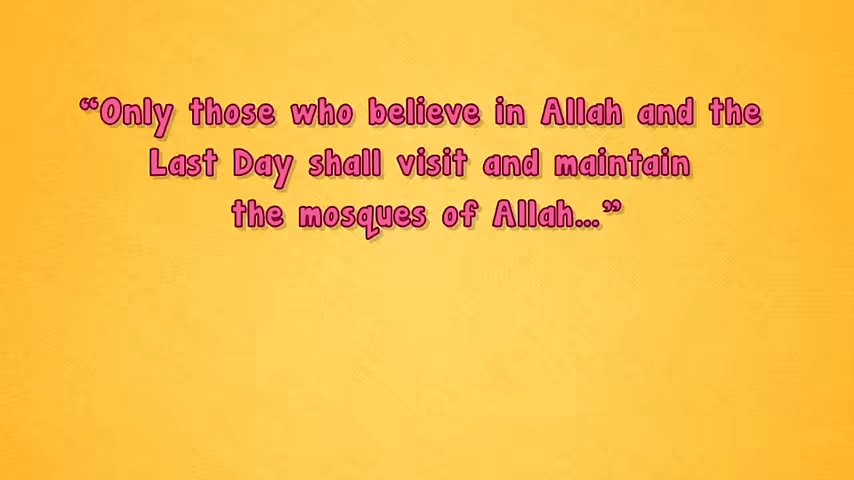 “Only those who believe in Allah and the
Last Day shall visit and maintain
the mosques of Allah...”